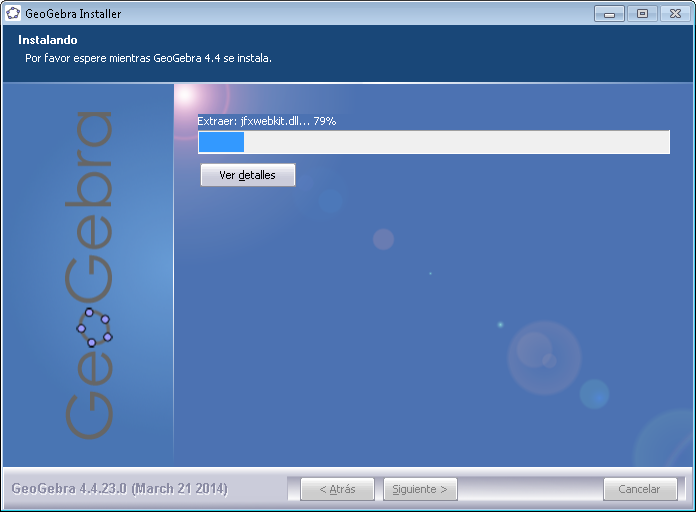 GeoGebra Installer
Instalando
Por favor espere mientras GeoGebra 4.4 se instala.
GeoGebra
Extraer: jfxwebkit.dll... 79%
Ver detalles
GeoGebra 4.4.23.0 (March 21 2014)
< Atrás
Siguiente >
Cancelar